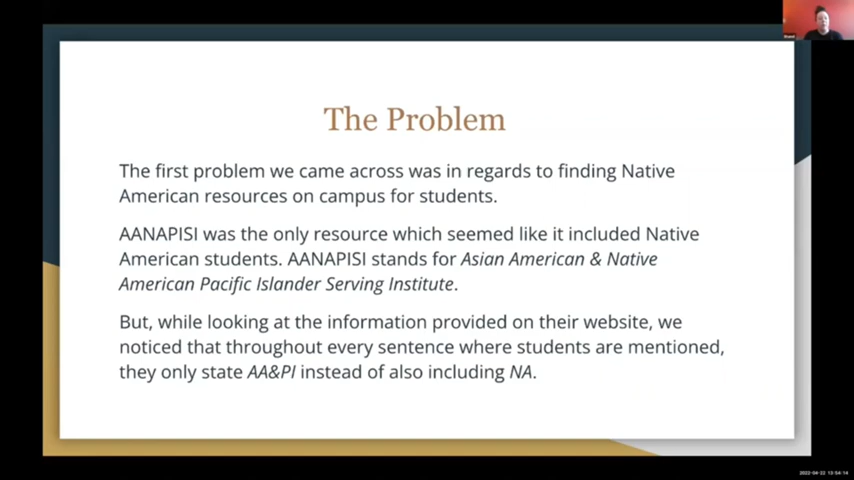 The Problem
The first problem we came across was in regards to finding Native
American resources on campus for students.
AANAPISI was the only resource which seemed like it included Native
American students. AANAPISI stands for Asian American & Native
American Pacific Islander Serving Institute.
But, while looking at the information provided on their website, we
noticed that throughout every sentence where students are mentioned,
they only state AA&PI instead of also including NA.
2022-04-22 13:54:14